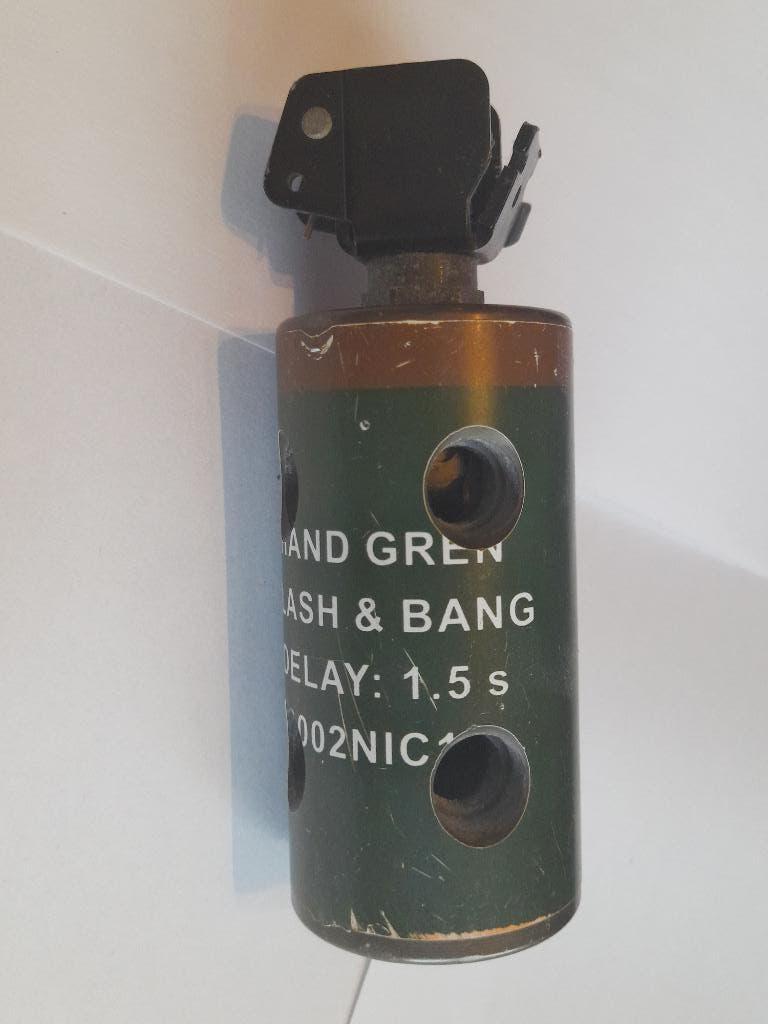 HAND GREN
LASH & BANG
DELAY: 1.5 s
002NIC1